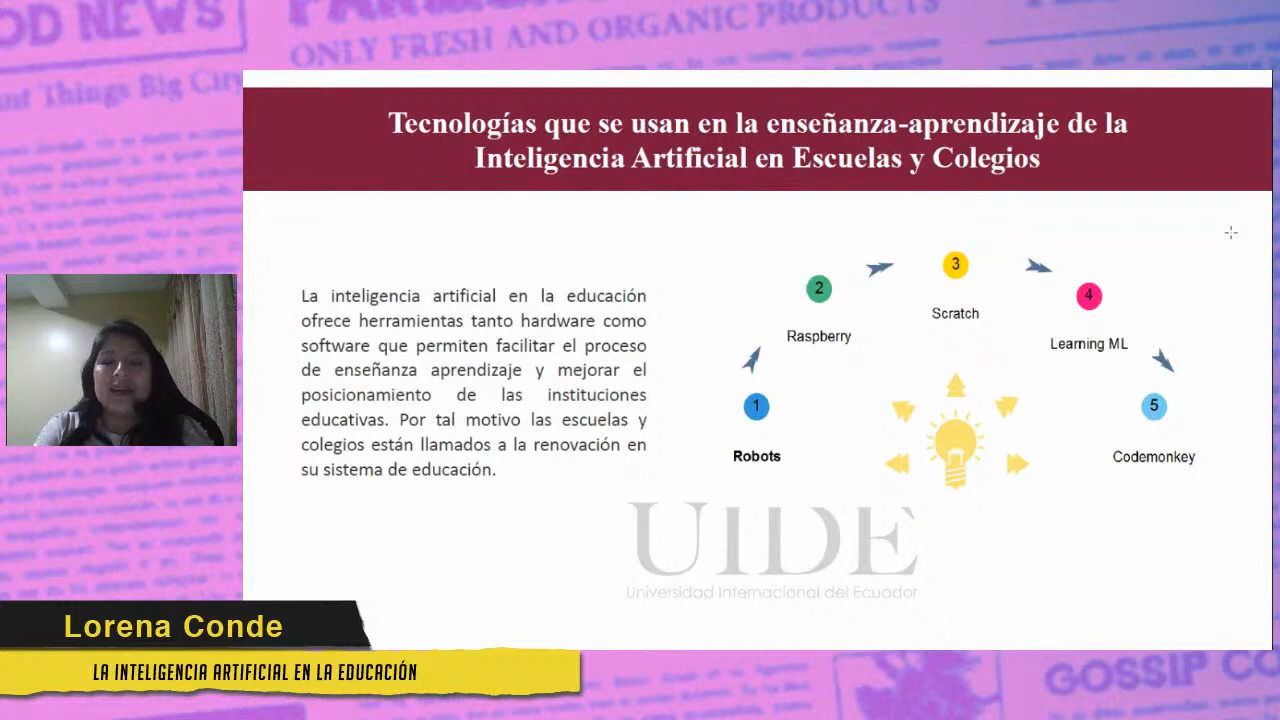 OD NEWS
ONLY FRESH AND ORGANIC PRODUCTS
Things Big City
Tecnologías que se usan en la enseñanza-aprendizaje de la
Inteligencia Artificial en Escuelas y Colegios
La inteligencia artificial en la educación
ofrece herramientas tanto hardware como
software que permiten facilitar el proceso
de enseñanza aprendizaje y mejorar el
posicionamiento de las instituciones
educativas. Por tal motivo las escuelas y
colegios están llamados a la renovación en
su sistema de educación.
1
Robots
2
Raspberry
3
Scratch
4
Learning ML
5
Codemonkey
UIDE
Universidad Internacional del Ecuador
Lorena Conde
LA INTELIGENCIA ARTIFICIAL EN LA EDUCACIÓN
GOSSIP CO